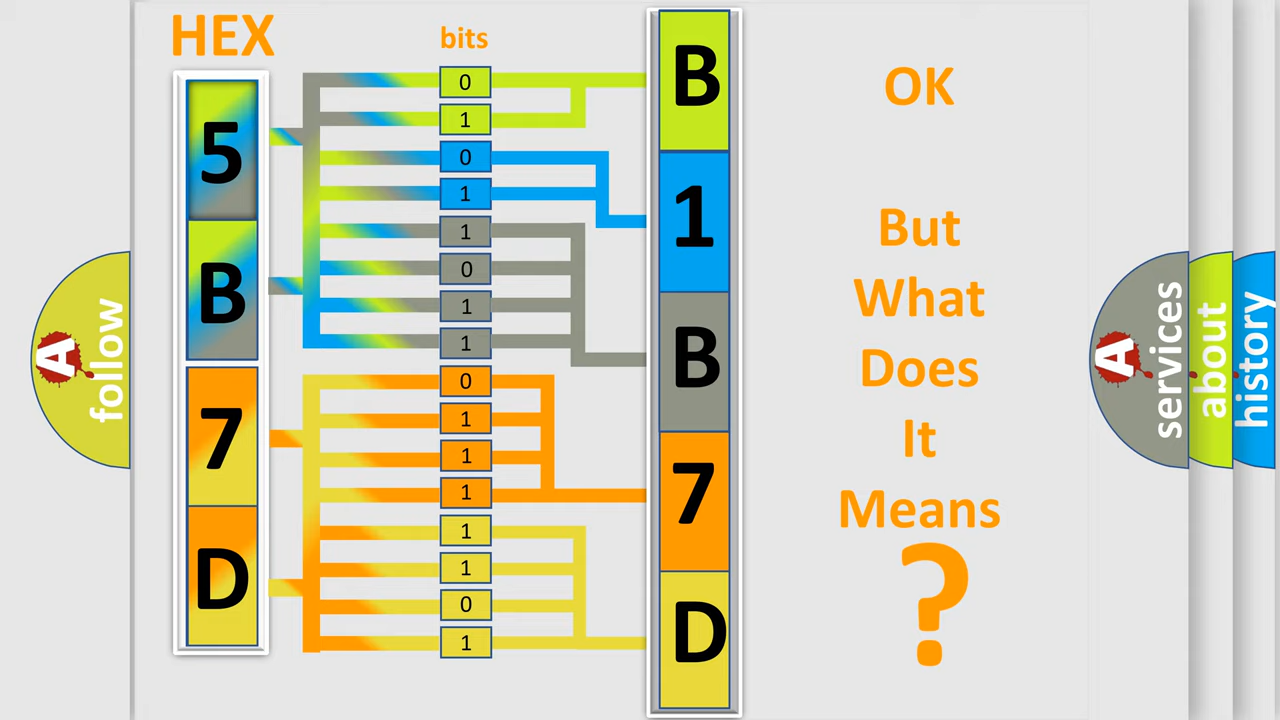 HEX
bits
5
B
7
D
0
1
0
1
1
0
1
1
0
1
1
1
1
1
0
1
B
1
B
7
D
OK
But
What
Does
It
Means
?
A
follow
A
services
about
history